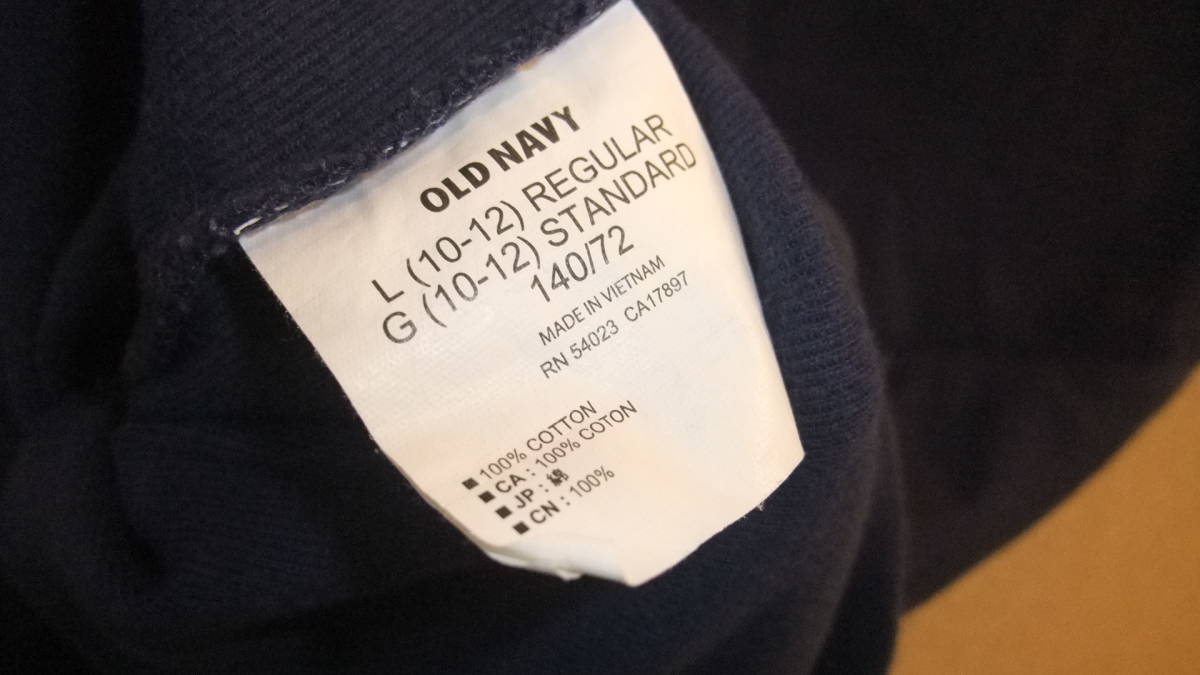 OLD NAVY
L (10-12) REGULAR
G (10-12) STANDARD
140/72
MADE IN VIETNAM
RN 54023 CA17897
■ 100% COTTON
■ CA : 100% COTON
■ JP : 綿
■ CN : 100%